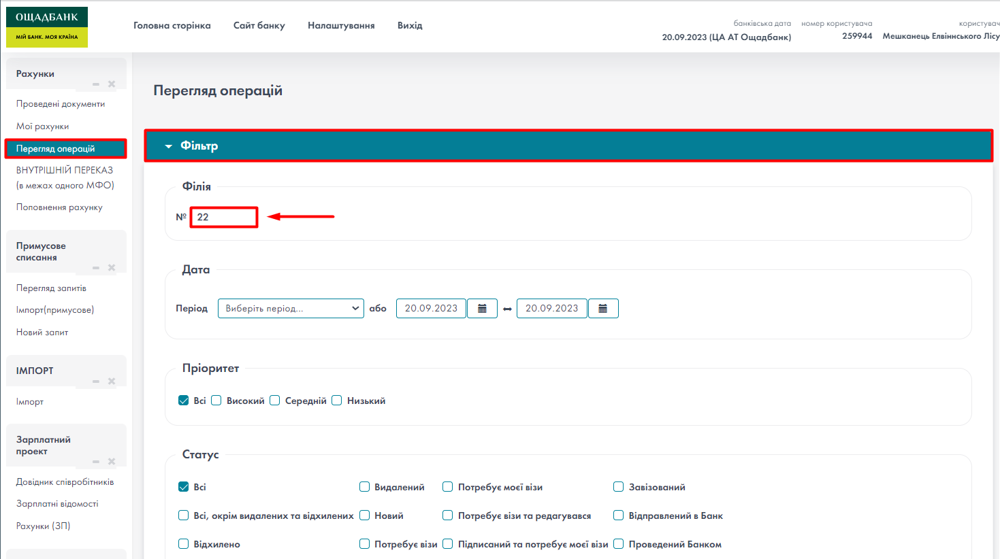 ОЩАДБАНК
МІЙ БАНК. МОЯ КРАЇНА
Головна сторінка
Сайт банку
Налаштування
Вихід
банківська дата
20.09.2023 (ЦА АТ Ощадбанк)
номер користувача
259944
користувач
Мешканець Елвіннського Лісу
Рахунки
Проведені документи
Мої рахунки
Перегляд операцій
ВНУТРІШНІЙ ПЕРЕКАЗ
(в межах одного МФО)
Поповнення рахунку
Примусове
списання
Перегляд запитів
Імпорт(примусове)
Новий запит
ІМПОРТ
Імпорт
Зарплатний
проект
Довідник співробітників
Зарплатні відомості
Рахунки (ЗП)
Перегляд операцій
Фільтр
Філія
№ 22
Дата
Період Виберіть період... або 20.09.2023 20.09.2023
Пріоритет
Всі Високий Середній Низький
Статус
Всі Видалений Потребує моєї візи Завізований
Всі, окрім видалених та відхилених Новий Потребує візи та редагувався Відправлений в Банк
Відхилено Потребує візи Підписаний та потребує моєї візи Проведений Банком